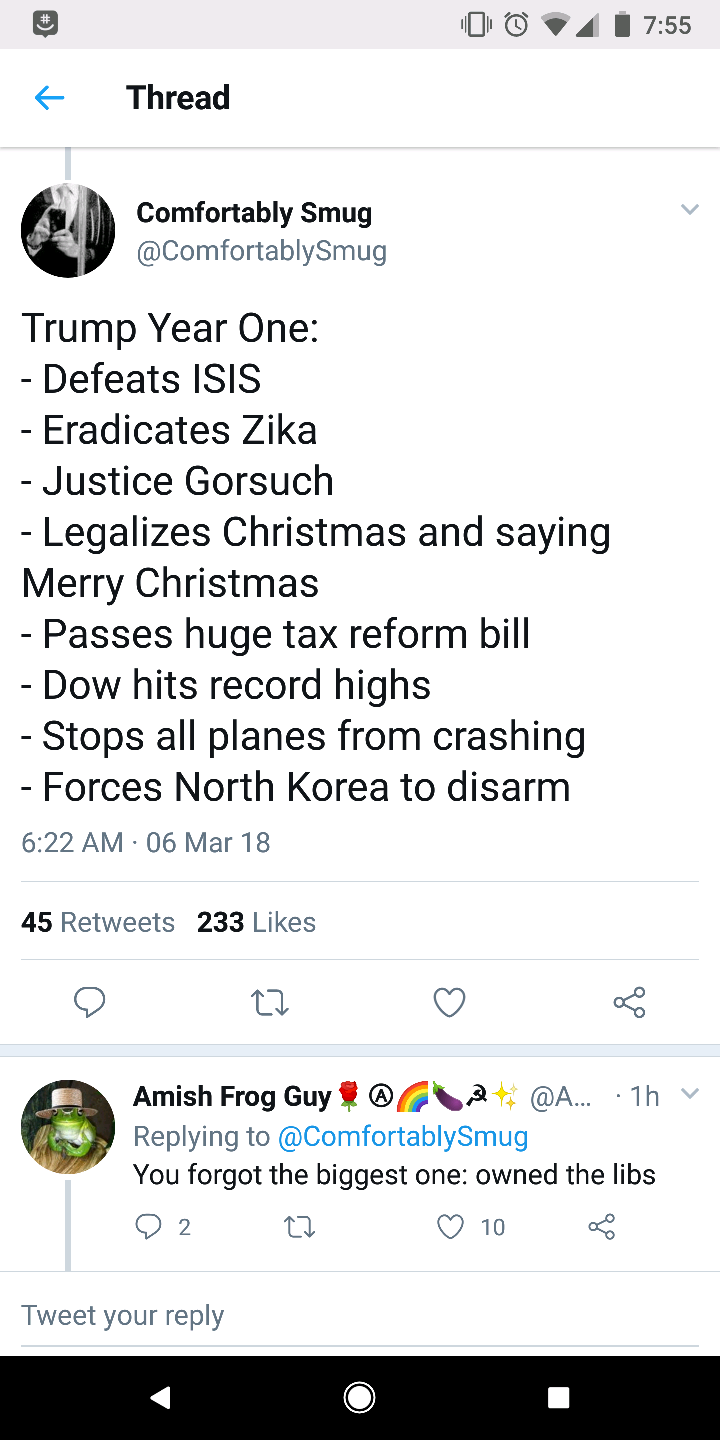 7:55
Thread
Comfortably Smug
@ComfortablySmug
Trump Year One:
- Defeats ISIS
- Eradicates Zika
- Justice Gorsuch
- Legalizes Christmas and saying
Merry Christmas
- Passes huge tax reform bill
- Dow hits record highs
- Stops all planes from crashing
- Forces North Korea to disarm
6:22 AM · 06 Mar 18
45 Retweets 233 Likes
Amish Frog Guy🌹Ⓐ🌈🍆☭✨ @A... · 1h
Replying to @ComfortablySmug
You forgot the biggest one: owned the libs
2 10
Tweet your reply